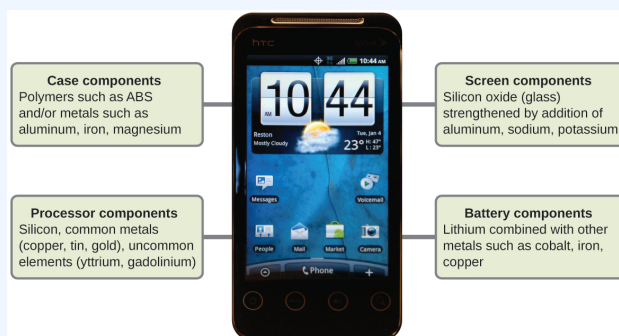 Case components
Polymers such as ABS
and/or metals such as
aluminum, iron, magnesium
Processor components
Silicon, common metals
(copper, tin, gold), uncommon
elements (yttrium, gadolinium)
hTC
10:44 AM
10 44
AM
Reston
Mostly Cloudy
Tue, Jan 4
23° H: 47°
L: 23°
Messages
Voicemail
People Mail Market Camera
Phone
+
Screen components
Silicon oxide (glass)
strengthened by addition of
aluminum, sodium, potassium
Battery components
Lithium combined with other
metals such as cobalt, iron,
copper